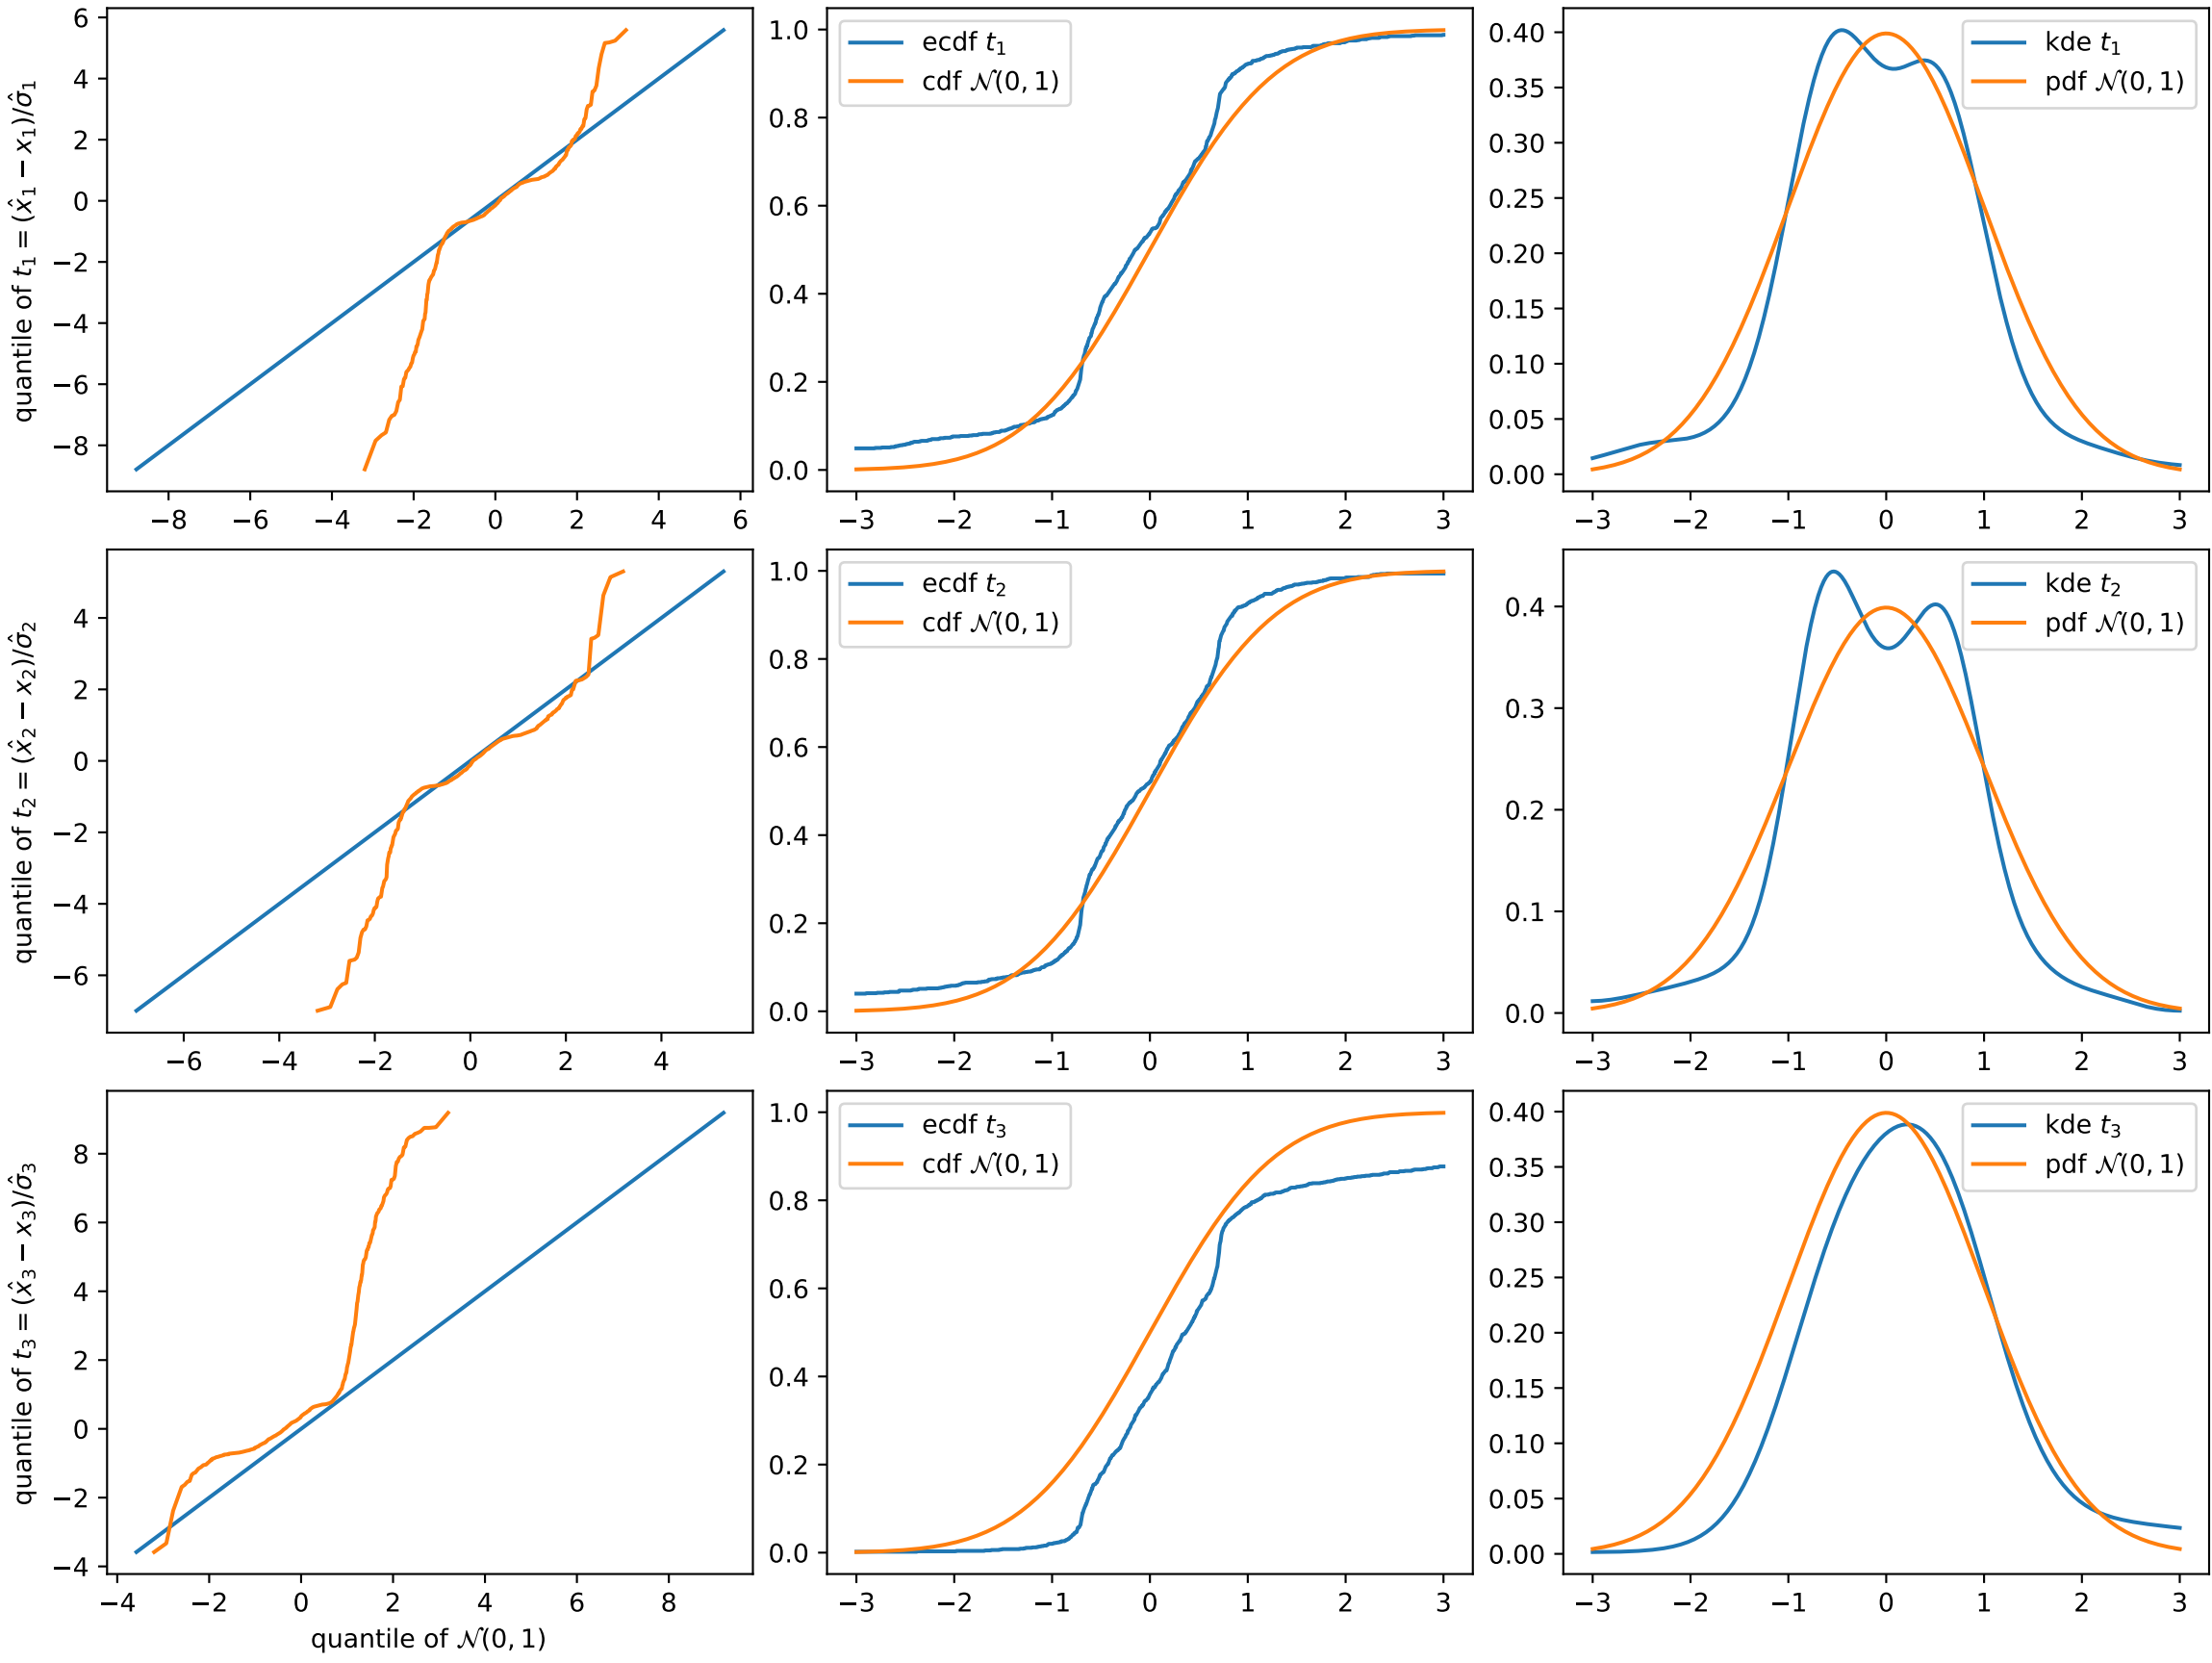 quantile of t₁ = (x̂₁ − x₁)/σ̂₁
6
4
2
0
−2
−4
−6
−8
−8 −6 −4 −2 0 2 4 6
ecdf t₁
cdf 𝒩(0, 1)
1.0
0.8
0.6
0.4
0.2
0.0
−3 −2 −1 0 1 2 3
kde t₁
pdf 𝒩(0, 1)
0.40
0.35
0.30
0.25
0.20
0.15
0.10
0.05
0.00
−3 −2 −1 0 1 2 3
quantile of t₂ = (x̂₂ − x₂)/σ̂₂
4
2
0
−2
−4
−6
−6 −4 −2 0 2 4
ecdf t₂
cdf 𝒩(0, 1)
1.0
0.8
0.6
0.4
0.2
0.0
−3 −2 −1 0 1 2 3
kde t₂
pdf 𝒩(0, 1)
0.4
0.3
0.2
0.1
0.0
−3 −2 −1 0 1 2 3
quantile of t₃ = (x̂₃ − x₃)/σ̂₃
8
6
4
2
0
−2
−4
−4 −2 0 2 4 6 8
quantile of 𝒩(0, 1)
ecdf t₃
cdf 𝒩(0, 1)
1.0
0.8
0.6
0.4
0.2
0.0
−3 −2 −1 0 1 2 3
kde t₃
pdf 𝒩(0, 1)
0.40
0.35
0.30
0.25
0.20
0.15
0.10
0.05
0.00
−3 −2 −1 0 1 2 3